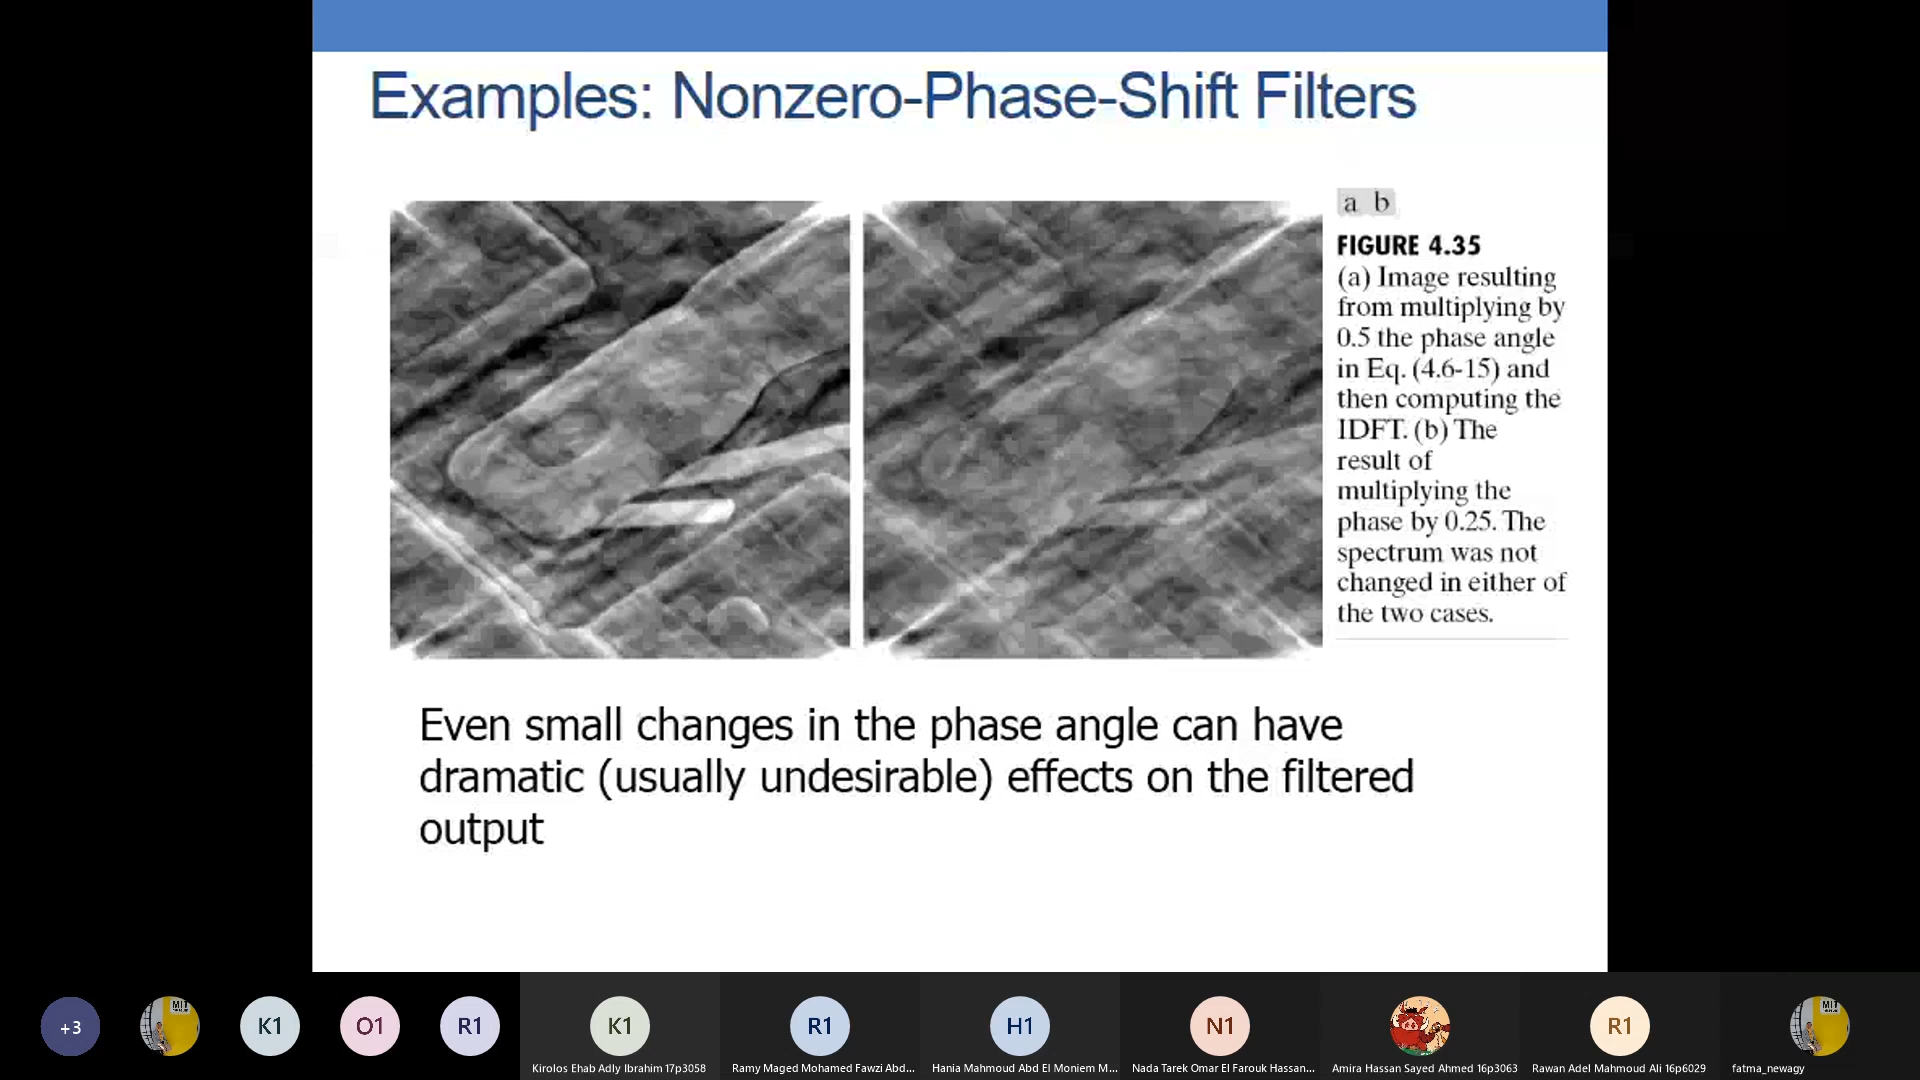 Examples: Nonzero-Phase-Shift Filters
a b
FIGURE 4.35
(a) Image resulting
from multiplying by
0.5 the phase angle
in Eq. (4.6-15) and
then computing the
IDFT. (b) The
result of
multiplying the
phase by 0.25. The
spectrum was not
changed in either of
the two cases.
Even small changes in the phase angle can have
dramatic (usually undesirable) effects on the filtered
output
+3
MIT
K1
O1
R1
K1
R1
H1
N1
R1
MIT
Kirolos Ehab Adly Ibrahim 17p3058
Ramy Maged Mohamed Fawzi Abd...
Hania Mahmoud Abd El Moniem M...
Nada Tarek Omar El Farouk Hassan...
Amira Hassan Sayed Ahmed 16p3063
Rawan Adel Mahmoud Ali 16p6029
fatma_newagy